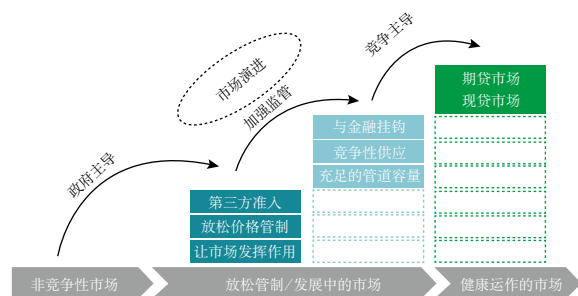 市场演进
政府主导
加强监管
竞争主导
期贷市场
现贷市场
与金融挂钩
竞争性供应
充足的管道容量
第三方准入
放松价格管制
让市场发挥作用
非竞争性市场
放松管制/发展中的市场
健康运作的市场